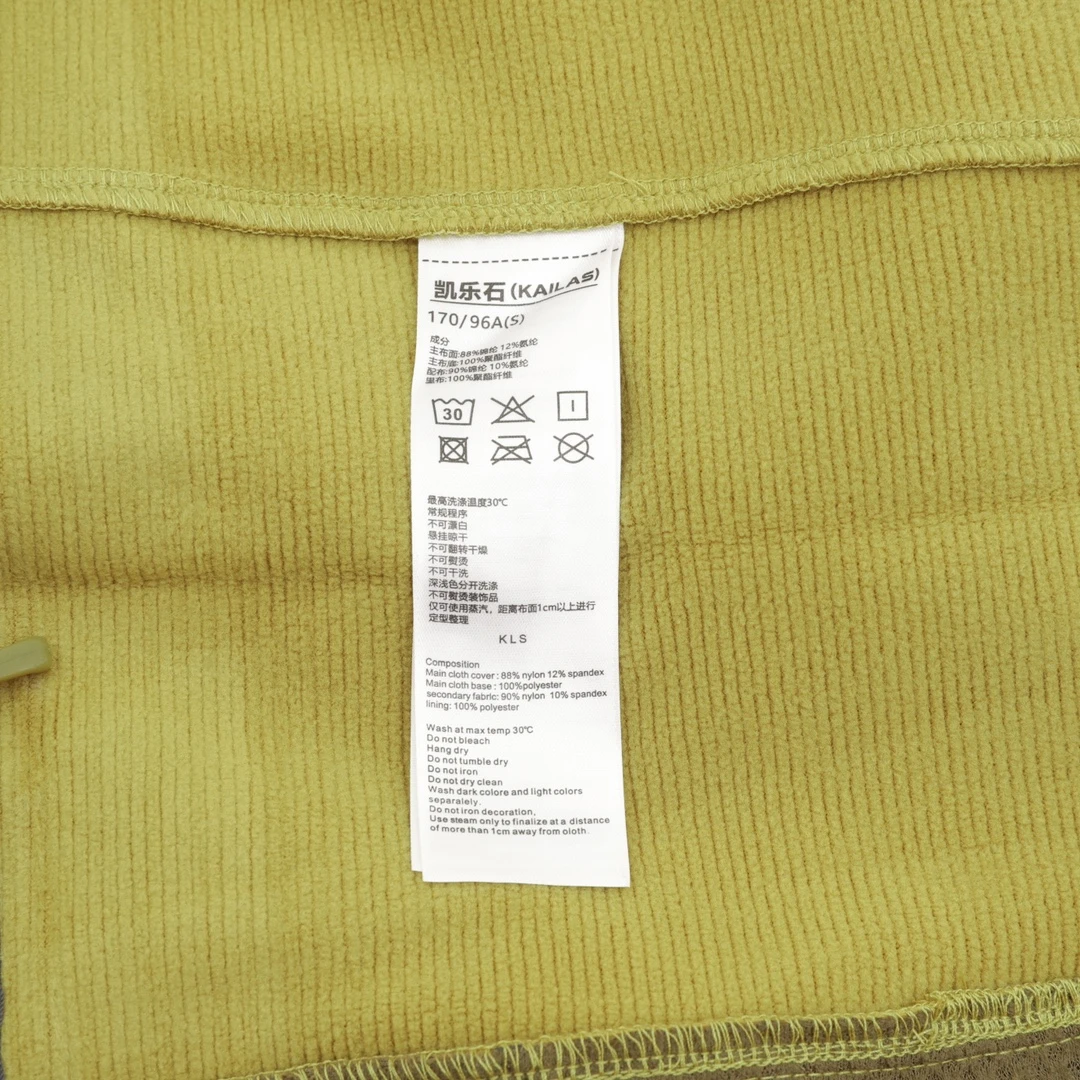 凯乐石(KAILAS)
170/96A(S)
成分
主布面:88%锦纶 12%氨纶
主布底:100%聚酯纤维
配布:90%锦纶 10%氨纶
里布:100%聚酯纤维
30
最高洗涤温度30℃
常规程序
不可漂白
悬挂晾干
不可翻转干燥
不可熨烫
不可干洗
深浅色分开洗涤
不可熨烫装饰品
仅可使用蒸汽，距离布面1cm以上进行
定型整理
KLS
Composition
Main cloth cover : 88% nylon 12% spandex
Main cloth base : 100%polyester
secondary fabric: 90% nylon 10% spandex
lining: 100% polyester
Wash at max temp 30℃
Do not bleach
Hang dry
Do not tumble dry
Do not iron
Do not dry clean
Wash dark colore and light colors
separalely.
Do not iron decoration,
Use steam only to finalize at a distance
of more than 1cm away from oloth.